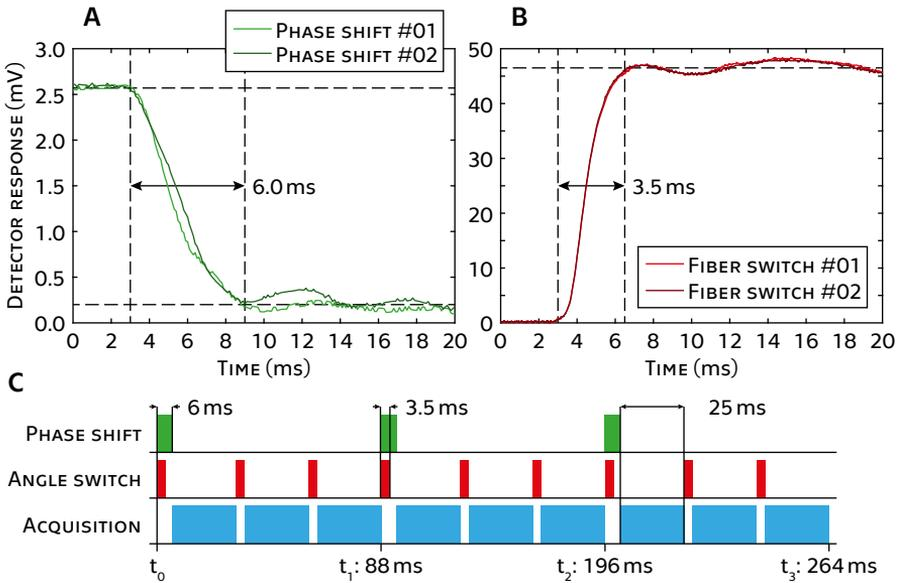 A
PHASE SHIFT #01
PHASE SHIFT #02
DETECTOR RESPONSE (mV)
3.0
2.5
2.0
1.5
1.0
0.5
0.0
6.0 ms
0 2 4 6 8 10 12 14 16 18 20
TIME (ms)
B
50
40
30
20
10
0
3.5 ms
FIBER SWITCH #01
FIBER SWITCH #02
0 2 4 6 8 10 12 14 16 18 20
TIME (ms)
C
6 ms 3.5 ms 25 ms
PHASE SHIFT
ANGLE SWITCH
ACQUISITION
t0 t1: 88 ms t2: 196 ms t3: 264 ms